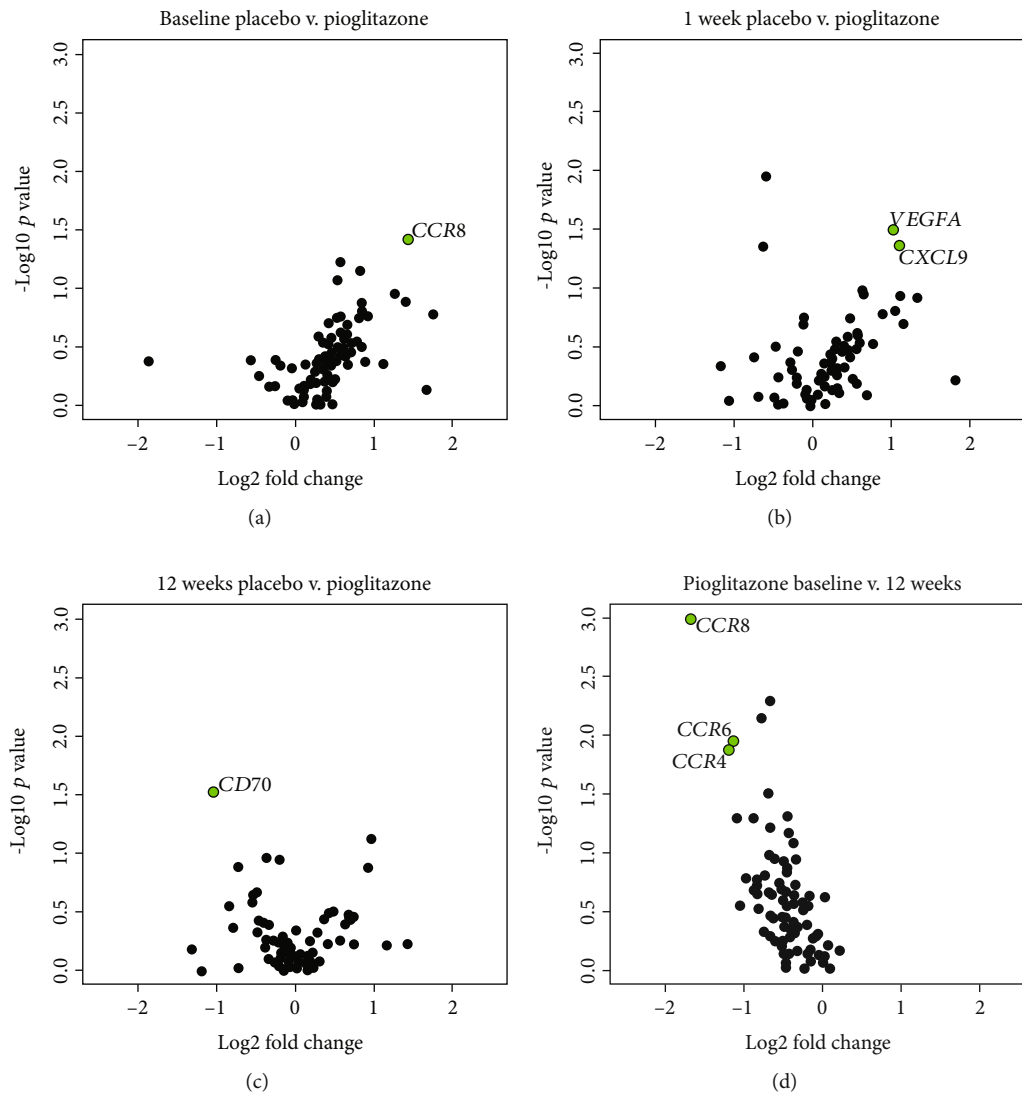 Baseline placebo v. pioglitazone
3.0
2.5
2.0
1.5
1.0
0.5
0.0
-Log10 p value
CCR8
−2 −1 0 1 2
Log2 fold change
(a)
1 week placebo v. pioglitazone
3.0
2.5
2.0
1.5
1.0
0.5
0.0
-Log10 p value
VEGFA
CXCL9
−2 −1 0 1 2
Log2 fold change
(b)
12 weeks placebo v. pioglitazone
3.0
2.5
2.0
1.5
1.0
0.5
0.0
-Log10 p value
CD70
−2 −1 0 1 2
Log2 fold change
(c)
Pioglitazone baseline v. 12 weeks
3.0
2.5
2.0
1.5
1.0
0.5
0.0
-Log10 p value
CCR8
CCR6
CCR4
−2 −1 0 1 2
Log2 fold change
(d)